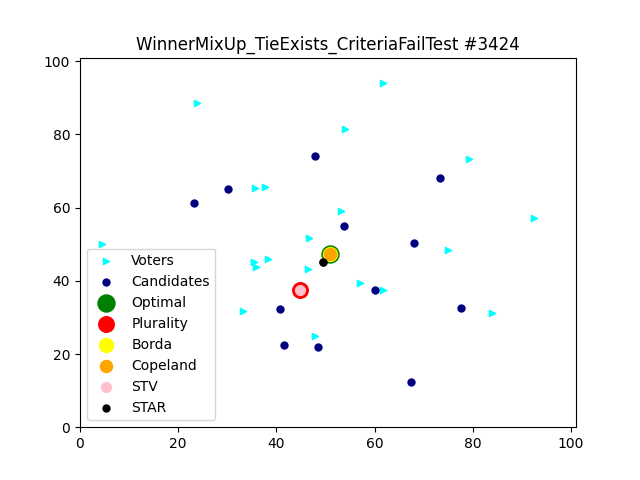 WinnerMixUp_TieExists_CriteriaFailTest #3424
100
80
60
40
20
0
Voters
Candidates
Optimal
Plurality
Borda
Copeland
STV
STAR
0 20 40 60 80 100